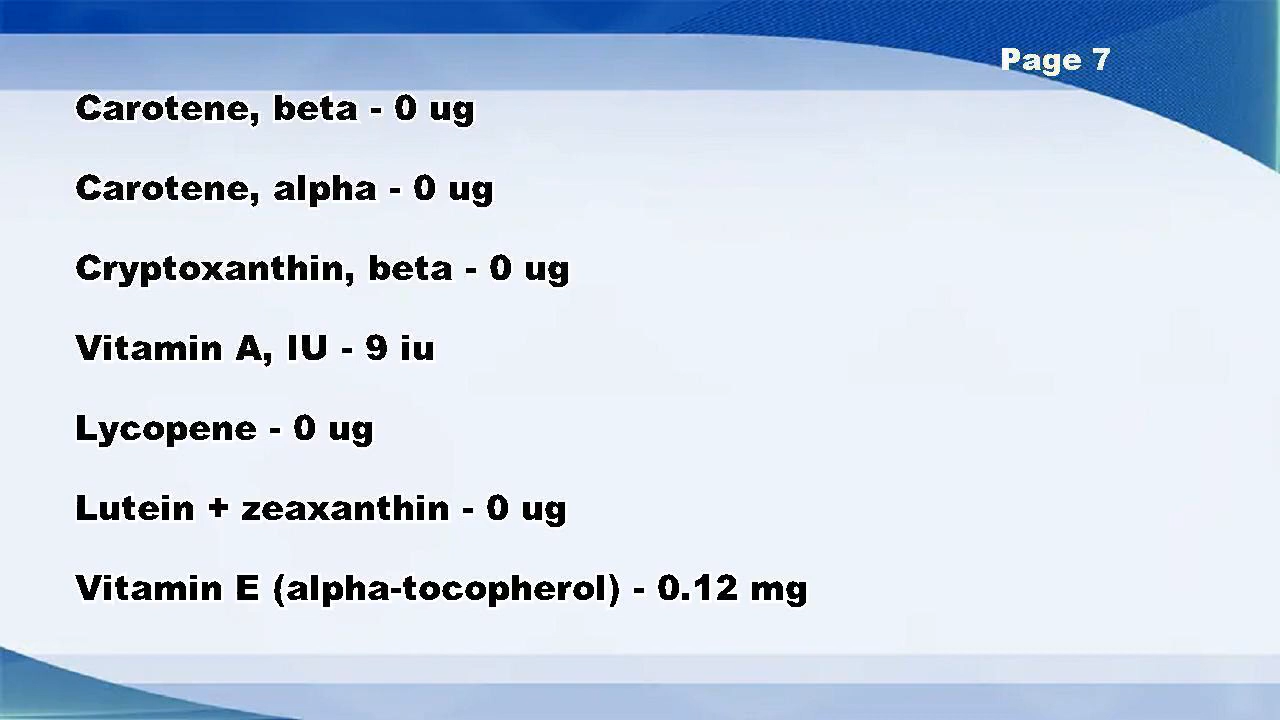 Page 7
Carotene, beta - 0 ug
Carotene, alpha - 0 ug
Cryptoxanthin, beta - 0 ug
Vitamin A, IU - 9 iu
Lycopene - 0 ug
Lutein + zeaxanthin - 0 ug
Vitamin E (alpha-tocopherol) - 0.12 mg